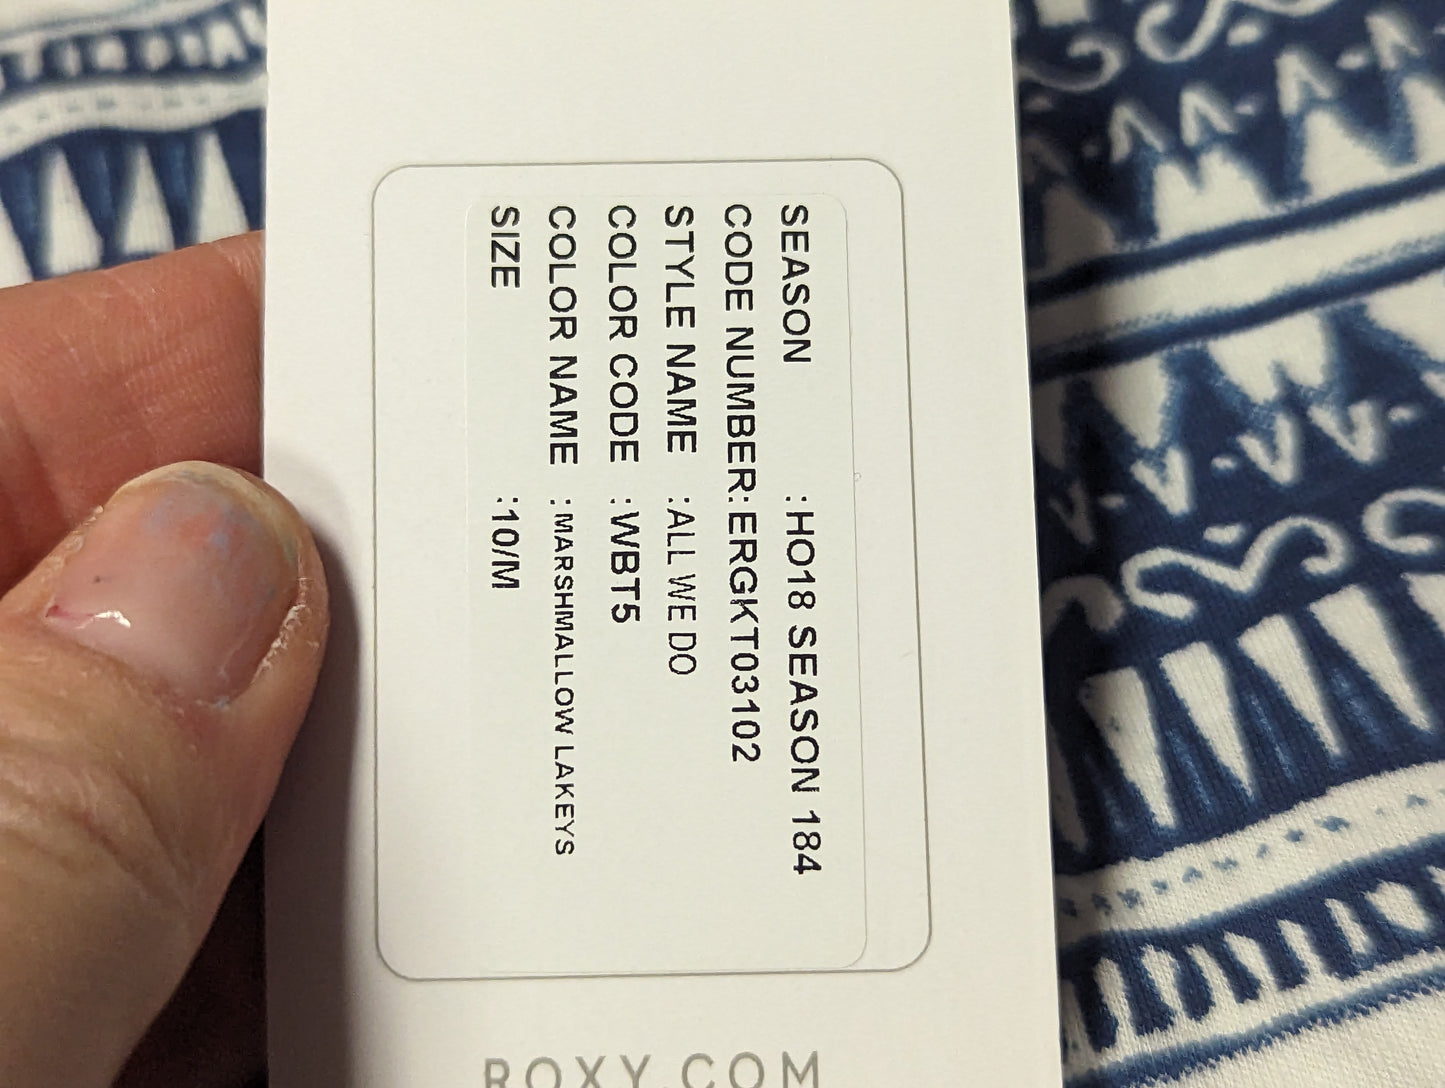 SEASON :HO18 SEASON 184
CODE NUMBER:ERGKT03102
STYLE NAME :ALL WE DO
COLOR CODE :WBT5
COLOR NAME :MARSHMALLOW LAKEYS
SIZE :10/M
ROXY.COM